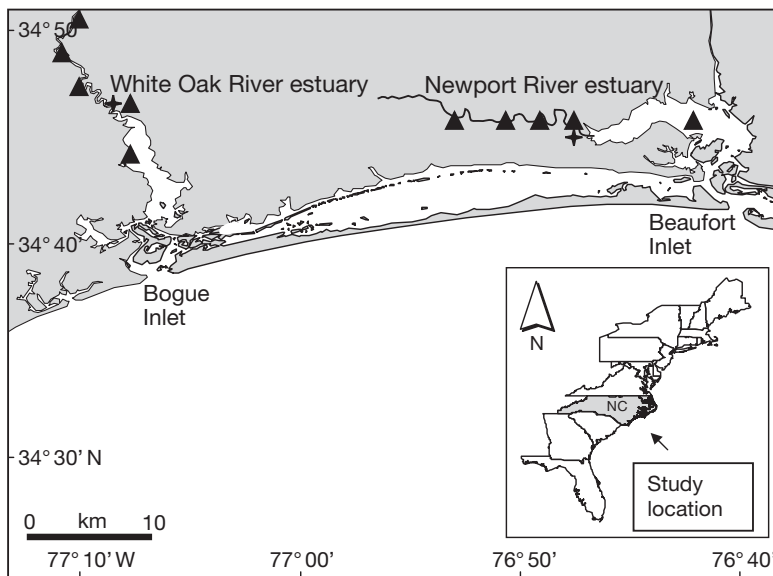 34° 50'
White Oak River estuary
Newport River estuary
34° 40'
Beaufort
Inlet
Bogue
Inlet
N
NC
34° 30' N
Study
location
0 km 10
77° 10' W
77° 00'
76° 50'
76° 40'